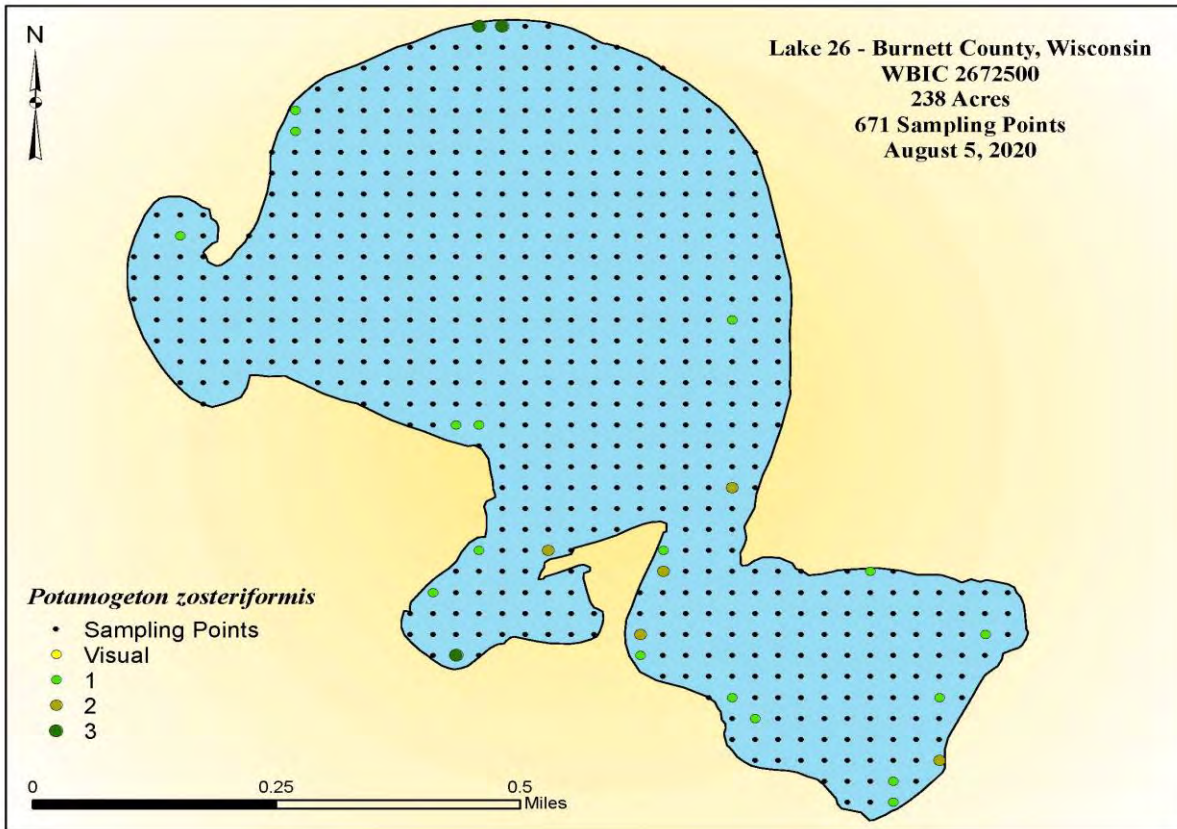 N
Lake 26 - Burnett County, Wisconsin
WBIC 2672500
238 Acres
671 Sampling Points
August 5, 2020
Potamogeton zosteriformis
Sampling Points
Visual
1
2
3
0 0.25 0.5
Miles